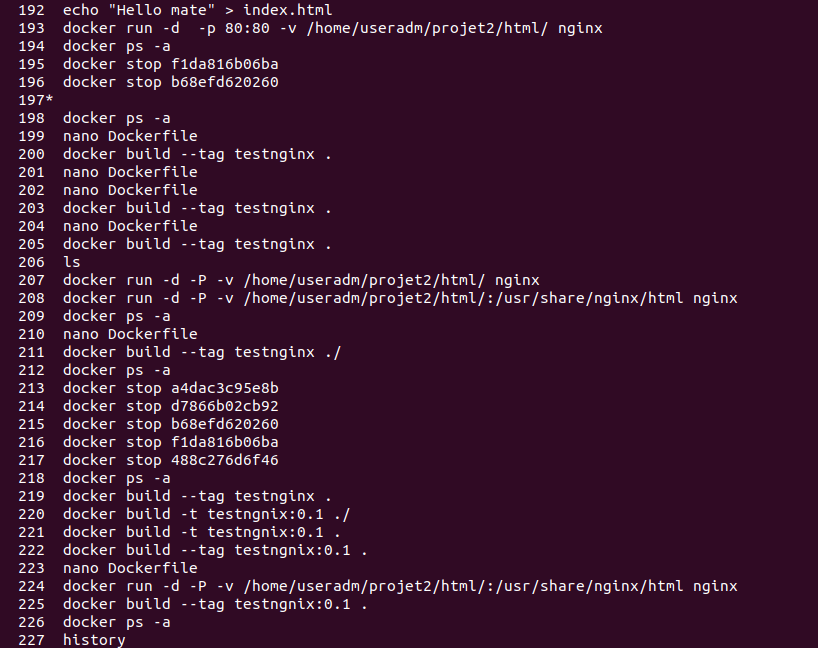 192  echo "Hello mate" > index.html
193  docker run -d  -p 80:80 -v /home/useradm/projet2/html/ nginx
194  docker ps -a
195  docker stop f1da816b06ba
196  docker stop b68efd620260
197*
198  docker ps -a
199  nano Dockerfile
200  docker build --tag testnginx .
201  nano Dockerfile
202  nano Dockerfile
203  docker build --tag testnginx .
204  nano Dockerfile
205  docker build --tag testnginx .
206  ls
207  docker run -d -P -v /home/useradm/projet2/html/ nginx
208  docker run -d -P -v /home/useradm/projet2/html/:/usr/share/nginx/html nginx
209  docker ps -a
210  nano Dockerfile
211  docker build --tag testnginx ./
212  docker ps -a
213  docker stop a4dac3c95e8b
214  docker stop d7866b02cb92
215  docker stop b68efd620260
216  docker stop f1da816b06ba
217  docker stop 488c276d6f46
218  docker ps -a
219  docker build --tag testnginx .
220  docker build -t testngnix:0.1 ./
221  docker build -t testngnix:0.1 .
222  docker build --tag testngnix:0.1 .
223  nano Dockerfile
224  docker run -d -P -v /home/useradm/projet2/html/:/usr/share/nginx/html nginx
225  docker build --tag testngnix:0.1 .
226  docker ps -a
227  history